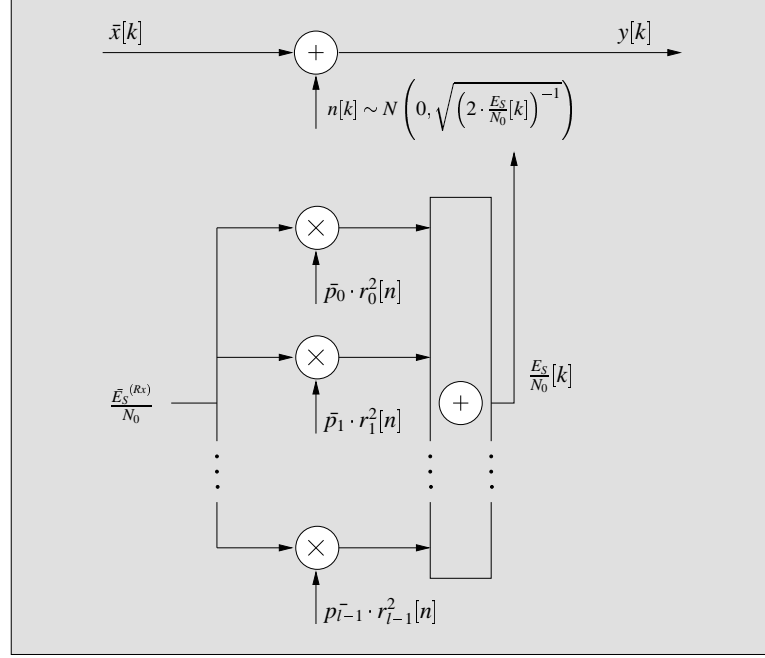 x̄[k]
y[k]
+
n[k] ∼ N (0, √((2 · E_S/N_0 [k])^−1))
×
p̄_0 · r_0^2[n]
×
p̄_1 · r_1^2[n]
Ē_S^(Rx)/N_0
+
E_S/N_0 [k]
×
p̄_{l−1} · r_{l−1}^2[n]